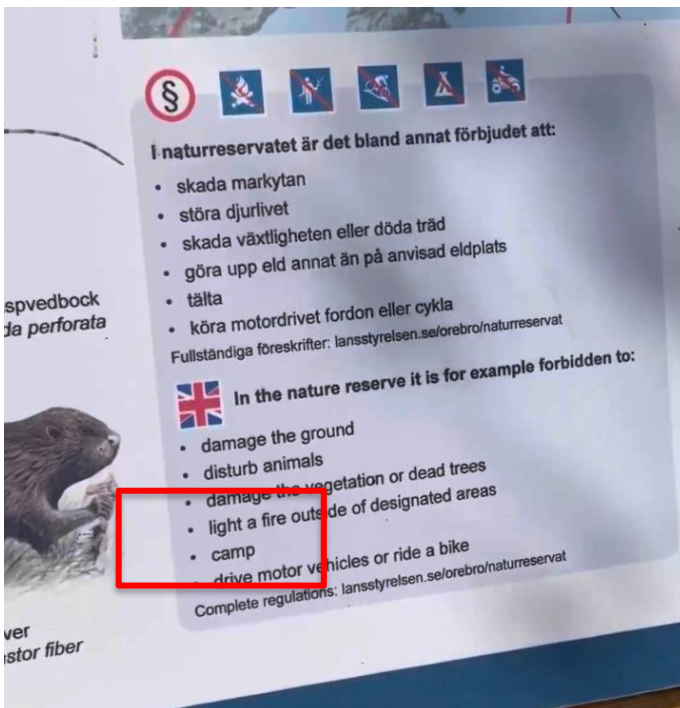 §
I naturreservatet är det bland annat förbjudet att:
• skada markytan
• störa djurlivet
• skada växtligheten eller döda träd
• göra upp eld annat än på anvisad eldplats
• tälta
• köra motordrivet fordon eller cykla
Fullständiga föreskrifter: lansstyrelsen.se/orebro/naturreservat
spvedbock
da perforata
In the nature reserve it is for example forbidden to:
• damage the ground
• disturb animals
• damage the vegetation or dead trees
• light a fire outside of designated areas
• camp
• drive motor vehicles or ride a bike
Complete regulations: lansstyrelsen.se/orebro/naturreservat
ver
stor fiber